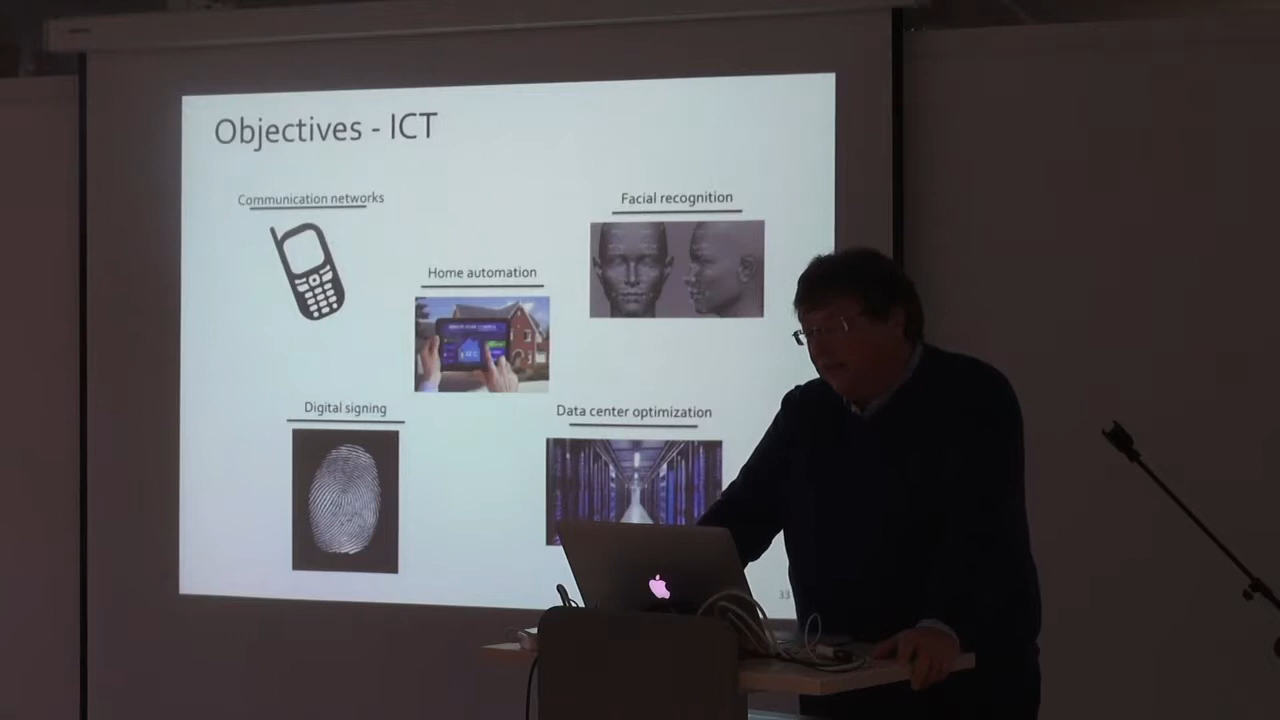 Objectives - ICT
Communication networks
Facial recognition
Home automation
Digital signing
Data center optimization
33